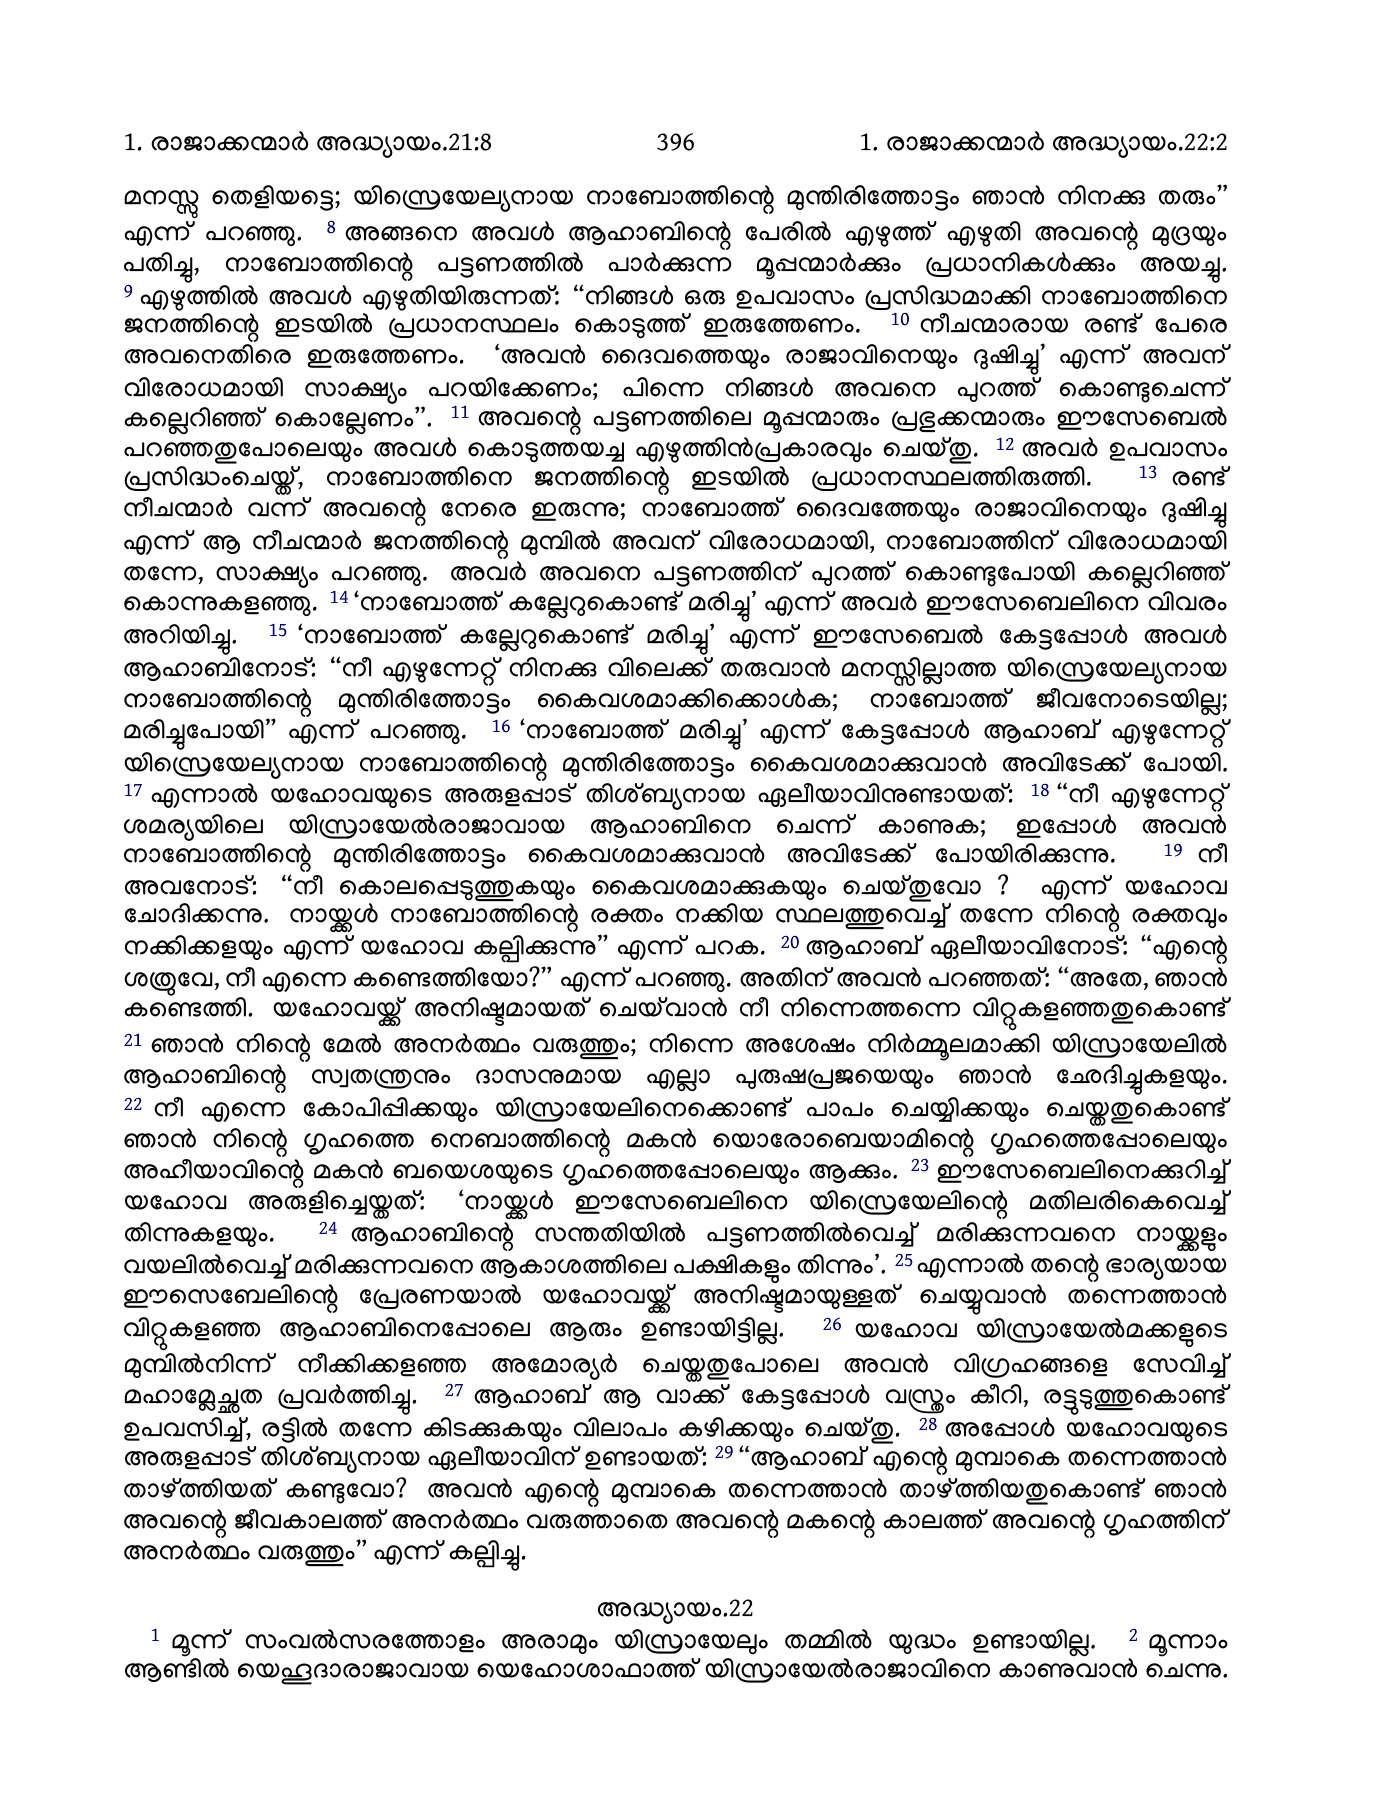 1. രാജാക്കന്മാർ അദ്ധ്യായം.21:8 396 1. രാജാക്കന്മാർ അദ്ധ്യായം.22:2
മനസ്സു തെളിയട്ടെ; യിസ്രെയേല്യനായ നാബോത്തിന്റെ മുന്തിരിത്തോട്ടം ഞാൻ നിനക്കു തരും”
എന്ന് പറഞ്ഞു. 8 അങ്ങനെ അവൾ ആഹാബിന്റെ പേരിൽ എഴുത്ത് എഴുതി അവന്റെ മുദ്രയും
പതിച്ചു, നാബോത്തിന്റെ പട്ടണത്തിൽ പാർക്കുന്ന മൂപ്പന്മാർക്കും പ്രധാനികൾക്കും അയച്ചു.
9 എഴുത്തിൽ അവൾ എഴുതിയിരുന്നത്: “നിങ്ങൾ ഒരു ഉപവാസം പ്രസിദ്ധമാക്കി നാബോത്തിനെ
ജനത്തിന്റെ ഇടയിൽ പ്രധാനസ്ഥലം കൊടുത്ത് ഇരുത്തേണം. 10 നീചന്മാരായ രണ്ട് പേരെ
അവനെതിരെ ഇരുത്തേണം. ‘അവൻ ദൈവത്തെയും രാജാവിനെയും ദുഷിച്ചു’ എന്ന് അവന്
വിരോധമായി സാക്ഷ്യം പറയിക്കേണം; പിന്നെ നിങ്ങൾ അവനെ പുറത്ത് കൊണ്ടുചെന്ന്
കല്ലെറിഞ്ഞ് കൊല്ലേണം”. 11 അവന്റെ പട്ടണത്തിലെ മൂപ്പന്മാരും പ്രഭുക്കന്മാരും ഈസേബെൽ
പറഞ്ഞതുപോലെയും അവൾ കൊടുത്തയച്ച എഴുത്തിൻപ്രകാരവും ചെയ്തു. 12 അവർ ഉപവാസം
പ്രസിദ്ധംചെയ്ത്, നാബോത്തിനെ ജനത്തിന്റെ ഇടയിൽ പ്രധാനസ്ഥലത്തിരുത്തി. 13 രണ്ട്
നീചന്മാർ വന്ന് അവന്റെ നേരെ ഇരുന്നു; നാബോത്ത് ദൈവത്തേയും രാജാവിനെയും ദുഷിച്ചു
എന്ന് ആ നീചന്മാർ ജനത്തിന്റെ മുമ്പിൽ അവന് വിരോധമായി, നാബോത്തിന് വിരോധമായി
തന്നേ, സാക്ഷ്യം പറഞ്ഞു. അവർ അവനെ പട്ടണത്തിന് പുറത്ത് കൊണ്ടുപോയി കല്ലെറിഞ്ഞ്
കൊന്നുകളഞ്ഞു. 14 ‘നാബോത്ത് കല്ലേറുകൊണ്ട് മരിച്ചു’ എന്ന് അവർ ഈസേബെലിനെ വിവരം
അറിയിച്ചു. 15 ‘നാബോത്ത് കല്ലേറുകൊണ്ട് മരിച്ചു’ എന്ന് ഈസേബെൽ കേട്ടപ്പോൾ അവൾ
ആഹാബിനോട്: “നീ എഴുന്നേറ്റ് നിനക്കു വിലെക്ക് തരുവാൻ മനസ്സില്ലാത്ത യിസ്രെയേല്യനായ
നാബോത്തിന്റെ മുന്തിരിത്തോട്ടം കൈവശമാക്കിക്കൊൾക; നാബോത്ത് ജീവനോടെയില്ല;
മരിച്ചുപോയി” എന്ന് പറഞ്ഞു. 16 ‘നാബോത്ത് മരിച്ചു’ എന്ന് കേട്ടപ്പോൾ ആഹാബ് എഴുന്നേറ്റ്
യിസ്രെയേല്യനായ നാബോത്തിന്റെ മുന്തിരിത്തോട്ടം കൈവശമാക്കുവാൻ അവിടേക്ക് പോയി.
17 എന്നാൽ യഹോവയുടെ അരുളപ്പാട് തിശ്ബ്യനായ ഏലീയാവിനുണ്ടായത്: 18 “നീ എഴുന്നേറ്റ്
ശമര്യയിലെ യിസ്രായേൽരാജാവായ ആഹാബിനെ ചെന്ന് കാണുക; ഇപ്പോൾ അവൻ
നാബോത്തിന്റെ മുന്തിരിത്തോട്ടം കൈവശമാക്കുവാൻ അവിടേക്ക് പോയിരിക്കുന്നു. 19 നീ
അവനോട്: “നീ കൊലപ്പെടുത്തുകയും കൈവശമാക്കുകയും ചെയ്തുവോ ? എന്ന് യഹോവ
ചോദിക്കന്നു. നായ്ക്കൾ നാബോത്തിന്റെ രക്തം നക്കിയ സ്ഥലത്തുവെച്ച് തന്നേ നിന്റെ രക്തവും
നക്കിക്കളയും എന്ന് യഹോവ കല്പിക്കുന്നു” എന്ന് പറക. 20 ആഹാബ് ഏലീയാവിനോട്: “എന്റെ
ശത്രുവേ, നീ എന്നെ കണ്ടെത്തിയോ?” എന്ന് പറഞ്ഞു. അതിന് അവൻ പറഞ്ഞത്: “അതേ, ഞാൻ
കണ്ടെത്തി. യഹോവയ്ക്ക് അനിഷ്ടമായത് ചെയ്‌വാൻ നീ നിന്നെത്തന്നെ വിറ്റുകളഞ്ഞതുകൊണ്ട്
21 ഞാൻ നിന്റെ മേൽ അനർത്ഥം വരുത്തും; നിന്നെ അശേഷം നിർമ്മൂലമാക്കി യിസ്രായേലിൽ
ആഹാബിന്റെ സ്വതന്ത്രനും ദാസനുമായ എല്ലാ പുരുഷപ്രജയെയും ഞാൻ ഛേദിച്ചുകളയും.
22 നീ എന്നെ കോപിപ്പിക്കയും യിസ്രായേലിനെക്കൊണ്ട് പാപം ചെയ്യിക്കയും ചെയ്തതുകൊണ്ട്
ഞാൻ നിന്റെ ഗൃഹത്തെ നെബാത്തിന്റെ മകൻ യൊരോബെയാമിന്റെ ഗൃഹത്തെപ്പോലെയും
അഹീയാവിന്റെ മകൻ ബയെശയുടെ ഗൃഹത്തെപ്പോലെയും ആക്കും. 23 ഈസേബെലിനെക്കുറിച്ച്
യഹോവ അരുളിച്ചെയ്തത്: ‘നായ്ക്കൾ ഈസേബെലിനെ യിസ്രെയേലിന്റെ മതിലരികെവെച്ച്
തിന്നുകളയും. 24 ആഹാബിന്റെ സന്തതിയിൽ പട്ടണത്തിൽവെച്ച് മരിക്കുന്നവനെ നായ്ക്കളും
വയലിൽവെച്ച് മരിക്കുന്നവനെ ആകാശത്തിലെ പക്ഷികളും തിന്നും’. 25 എന്നാൽ തന്റെ ഭാര്യയായ
ഈസെബേലിന്റെ പ്രേരണയാൽ യഹോവയ്ക്ക് അനിഷ്ടമായുള്ളത് ചെയ്യുവാൻ തന്നെത്താൻ
വിറ്റുകളഞ്ഞ ആഹാബിനെപ്പോലെ ആരും ഉണ്ടായിട്ടില്ല. 26 യഹോവ യിസ്രായേൽമക്കളുടെ
മുമ്പിൽനിന്ന് നീക്കിക്കളഞ്ഞ അമോര്യർ ചെയ്തതുപോലെ അവൻ വിഗ്രഹങ്ങളെ സേവിച്ച്
മഹാമ്ലേച്ഛത പ്രവർത്തിച്ചു. 27 ആഹാബ് ആ വാക്ക് കേട്ടപ്പോൾ വസ്ത്രം കീറി, രട്ടുടുത്തുകൊണ്ട്
ഉപവസിച്ച്, രട്ടിൽ തന്നേ കിടക്കുകയും വിലാപം കഴിക്കയും ചെയ്തു. 28 അപ്പോൾ യഹോവയുടെ
അരുളപ്പാട് തിശ്ബ്യനായ ഏലീയാവിന് ഉണ്ടായത്: 29 “ആഹാബ് എന്റെ മുമ്പാകെ തന്നെത്താൻ
താഴ്ത്തിയത് കണ്ടുവോ? അവൻ എന്റെ മുമ്പാകെ തന്നെത്താൻ താഴ്ത്തിയതുകൊണ്ട് ഞാൻ
അവന്റെ ജീവകാലത്ത് അനർത്ഥം വരുത്താതെ അവന്റെ മകന്റെ കാലത്ത് അവന്റെ ഗൃഹത്തിന്
അനർത്ഥം വരുത്തും” എന്ന് കല്പിച്ചു.
അദ്ധ്യായം.22
1 മൂന്ന് സംവൽസരത്തോളം അരാമും യിസ്രായേലും തമ്മിൽ യുദ്ധം ഉണ്ടായില്ല. 2 മൂന്നാം
ആണ്ടിൽ യെഹൂദാരാജാവായ യെഹോശാഫാത്ത് യിസ്രായേൽരാജാവിനെ കാണുവാൻ ചെന്നു.